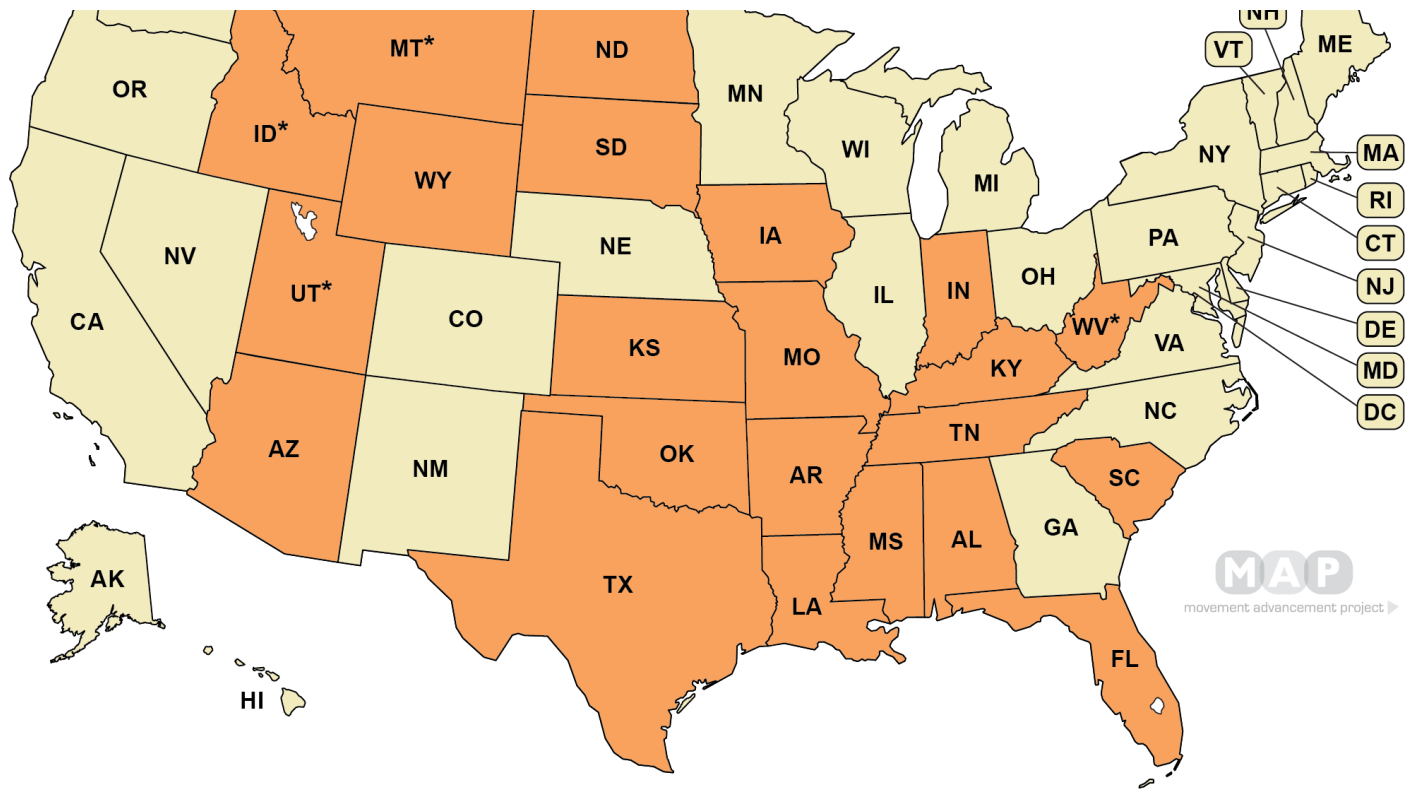 NH
VT
ME
MT*
ND
OR
MN
ID*
SD
WI
MA
NY
WY
MI
RI
IA
PA
CT
NE
NV
OH
NJ
UT*
IN
IL
CO
CA
WV*
DE
VA
KS
MO
KY
MD
NC
DC
TN
AZ
OK
NM
AR
SC
GA
MS
AL
AK
TX
MAP
movement advancement project
LA
FL
HI